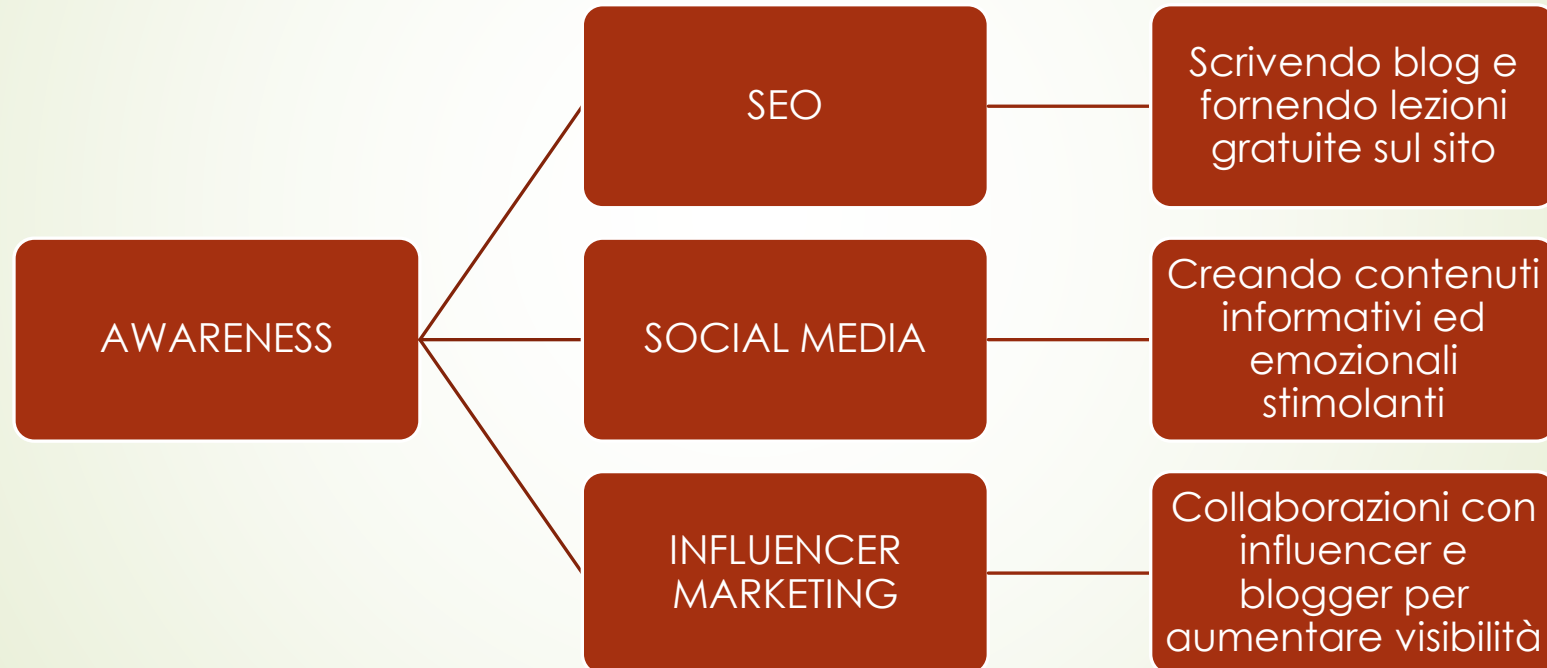 AWARENESS
SEO
Scrivendo blog e
fornendo lezioni
gratuite sul sito
SOCIAL MEDIA
Creando contenuti
informativi ed
emozionali
stimolanti
INFLUENCER
MARKETING
Collaborazioni con
influencer e
blogger per
aumentare visibilità